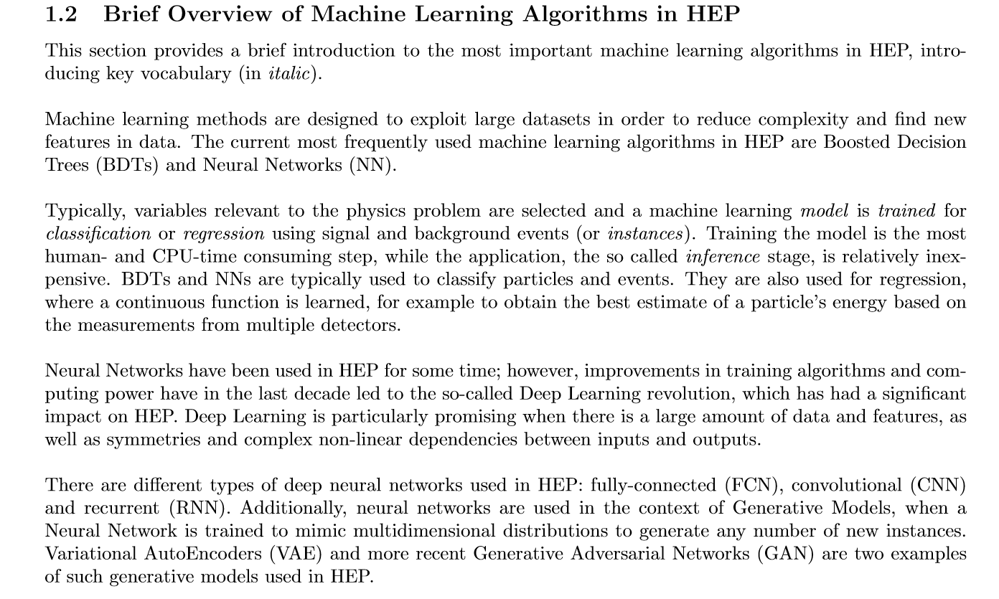 1.2 Brief Overview of Machine Learning Algorithms in HEP
This section provides a brief introduction to the most important machine learning algorithms in HEP, intro-
ducing key vocabulary (in italic).
Machine learning methods are designed to exploit large datasets in order to reduce complexity and find new
features in data. The current most frequently used machine learning algorithms in HEP are Boosted Decision
Trees (BDTs) and Neural Networks (NN).
Typically, variables relevant to the physics problem are selected and a machine learning model is trained for
classification or regression using signal and background events (or instances). Training the model is the most
human- and CPU-time consuming step, while the application, the so called inference stage, is relatively inex-
pensive. BDTs and NNs are typically used to classify particles and events. They are also used for regression,
where a continuous function is learned, for example to obtain the best estimate of a particle's energy based on
the measurements from multiple detectors.
Neural Networks have been used in HEP for some time; however, improvements in training algorithms and com-
puting power have in the last decade led to the so-called Deep Learning revolution, which has had a significant
impact on HEP. Deep Learning is particularly promising when there is a large amount of data and features, as
well as symmetries and complex non-linear dependencies between inputs and outputs.
There are different types of deep neural networks used in HEP: fully-connected (FCN), convolutional (CNN)
and recurrent (RNN). Additionally, neural networks are used in the context of Generative Models, when a
Neural Network is trained to mimic multidimensional distributions to generate any number of new instances.
Variational AutoEncoders (VAE) and more recent Generative Adversarial Networks (GAN) are two examples
of such generative models used in HEP.